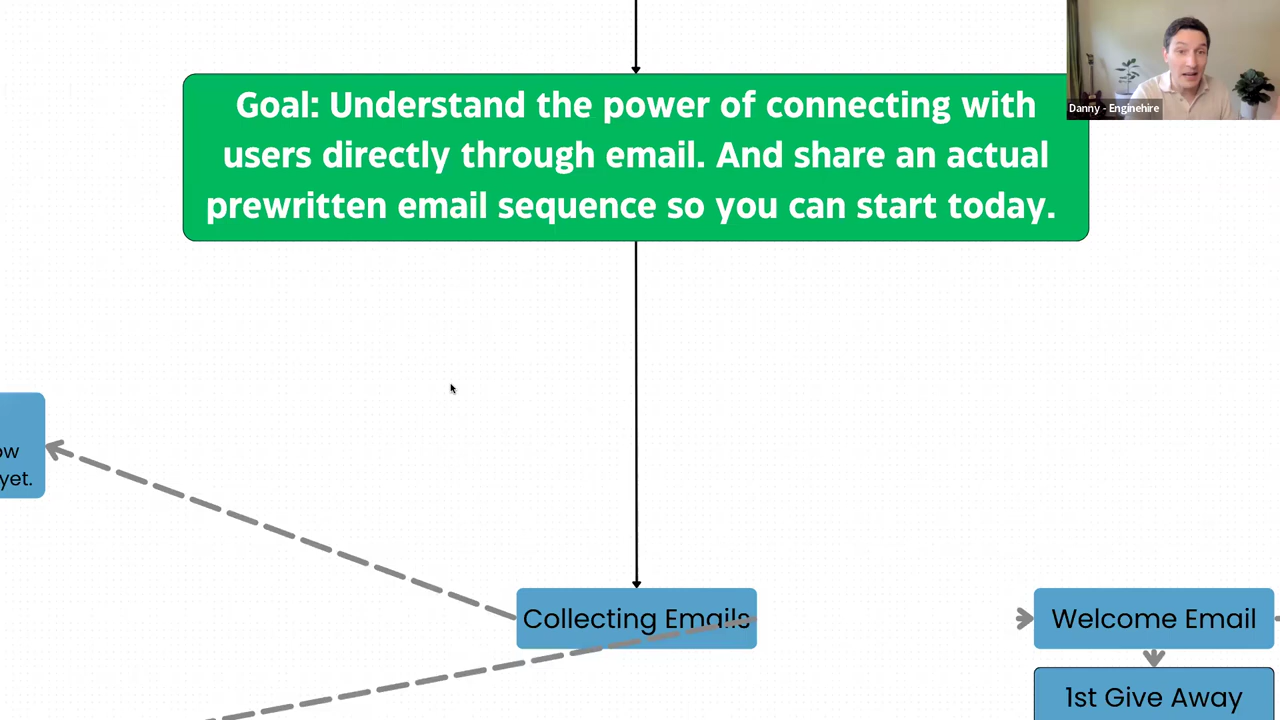 Goal: Understand the power of connecting with
users directly through email. And share an actual
prewritten email sequence so you can start today.
Danny - Enginehire
yet.
Collecting Emails
Welcome Email
1st Give Away